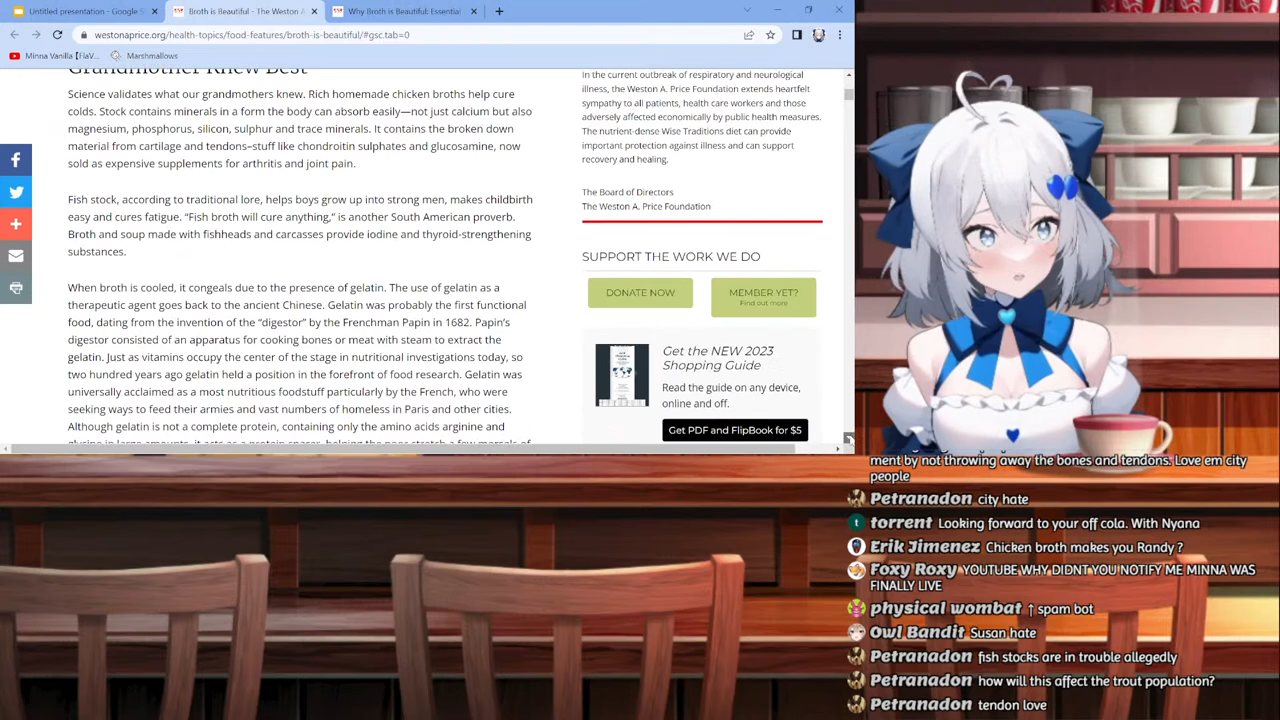 Untitled presentation - Google S
Broth is Beautiful - The Weston A
Why Broth is Beautiful: Essential
westonaprice.org/health-topics/food-features/broth-is-beautiful/#gsc.tab=0
Minna Vanilla【FlaV...
Marshmallows
Grandmother Knew Best
Science validates what our grandmothers knew. Rich homemade chicken broths help cure
colds. Stock contains minerals in a form the body can absorb easily—not just calcium but also
magnesium, phosphorus, silicon, sulphur and trace minerals. It contains the broken down
material from cartilage and tendons–stuff like chondroitin sulphates and glucosamine, now
sold as expensive supplements for arthritis and joint pain.
Fish stock, according to traditional lore, helps boys grow up into strong men, makes childbirth
easy and cures fatigue. “Fish broth will cure anything,” is another South American proverb.
Broth and soup made with fishheads and carcasses provide iodine and thyroid-strengthening
substances.
When broth is cooled, it congeals due to the presence of gelatin. The use of gelatin as a
therapeutic agent goes back to the ancient Chinese. Gelatin was probably the first functional
food, dating from the invention of the “digestor” by the Frenchman Papin in 1682. Papin’s
digestor consisted of an apparatus for cooking bones or meat with steam to extract the
gelatin. Just as vitamins occupy the center of the stage in nutritional investigations today, so
two hundred years ago gelatin held a position in the forefront of food research. Gelatin was
universally acclaimed as a most nutritious foodstuff particularly by the French, who were
seeking ways to feed their armies and vast numbers of homeless in Paris and other cities.
Although gelatin is not a complete protein, containing only the amino acids arginine and
glycine in large amounts, it acts as a protein sparer, helping the poor stretch a few morsels of
In the current outbreak of respiratory and neurological
illness, the Weston A. Price Foundation extends heartfelt
sympathy to all patients, health care workers and those
adversely affected economically by public health measures.
The nutrient-dense Wise Traditions diet can provide
important protection against illness and can support
recovery and healing.
The Board of Directors
The Weston A. Price Foundation
SUPPORT THE WORK WE DO
DONATE NOW
MEMBER YET?
Find out more
Get the NEW 2023
Shopping Guide
Read the guide on any device,
online and off.
Get PDF and FlipBook for $5
ment by not throwing away the bones and tendons. Love em city
people
Petranadon city hate
torrent Looking forward to your off cola. With Nyana
Erik Jimenez Chicken broth makes you Randy ?
Foxy Roxy YOUTUBE WHY DIDNT YOU NOTIFY ME MINNA WAS
FINALLY LIVE
physical wombat ↑ spam bot
Owl Bandit Susan hate
Petranadon fish stocks are in trouble allegedly
Petranadon how will this affect the trout population?
Petranadon tendon love